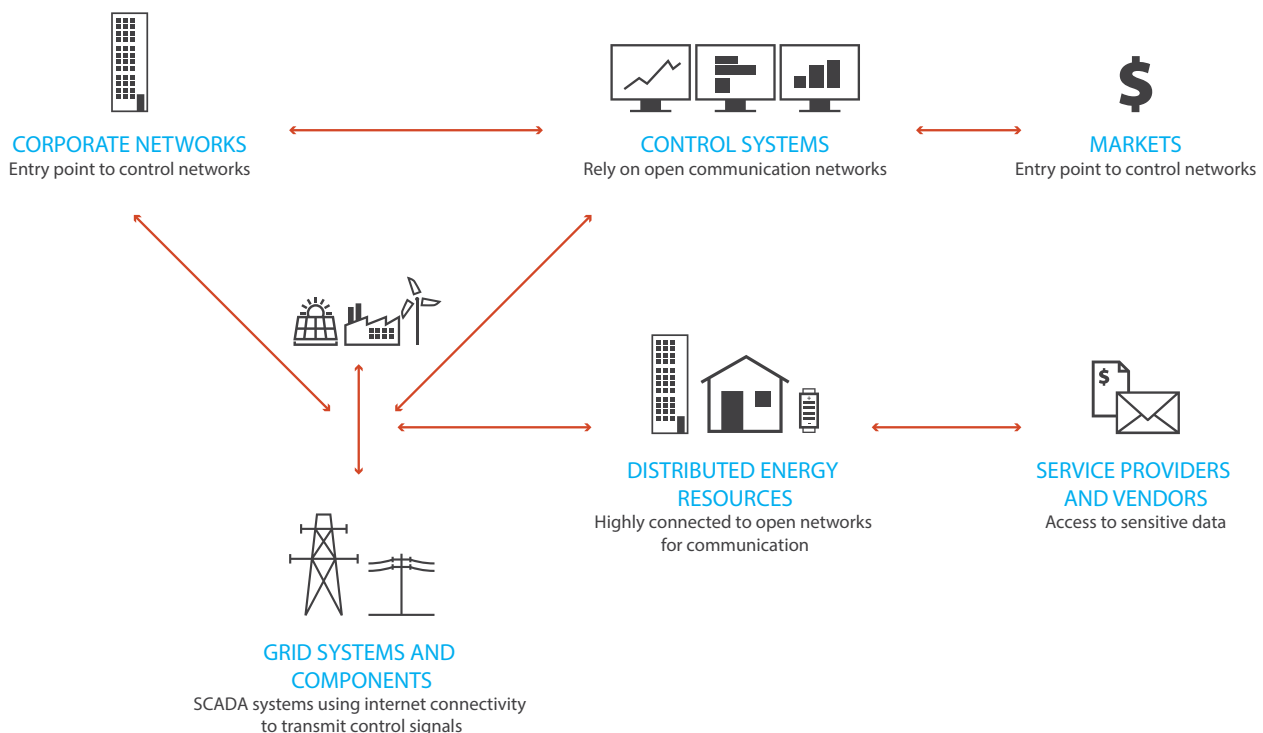 $
CORPORATE NETWORKS
Entry point to control networks
CONTROL SYSTEMS
Rely on open communication networks
MARKETS
Entry point to control networks
$
DISTRIBUTED ENERGY
RESOURCES
Highly connected to open networks
for communication
SERVICE PROVIDERS
AND VENDORS
Access to sensitive data
GRID SYSTEMS AND
COMPONENTS
SCADA systems using internet connectivity
to transmit control signals